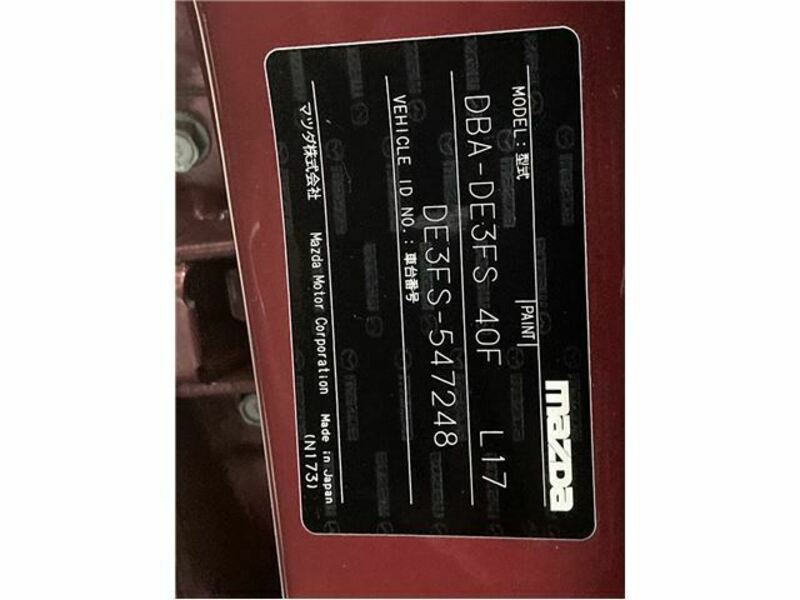 mazda
MODEL:型式 PAINT
DBA-DE3FS 40F L17
VEHICLE ID NO.:車台番号
DE3FS-547248
マツダ株式会社 Mazda Motor Corporation Made in Japan
(N173)